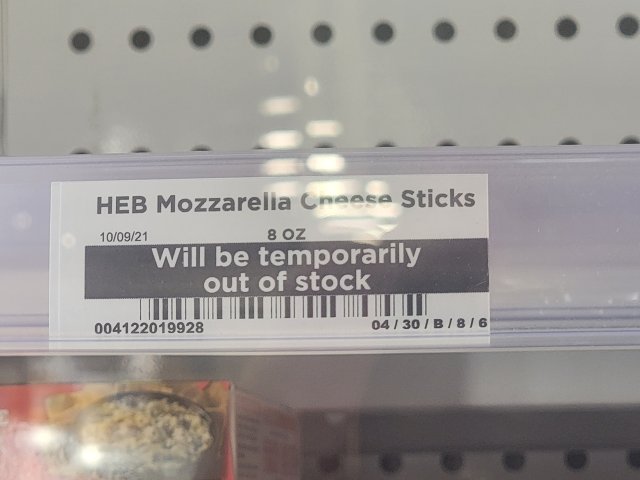 HEB Mozzarella Cheese Sticks
10/09/21
8 OZ
Will be temporarily
out of stock
004122019928
04 / 30 / B / 8 / 6